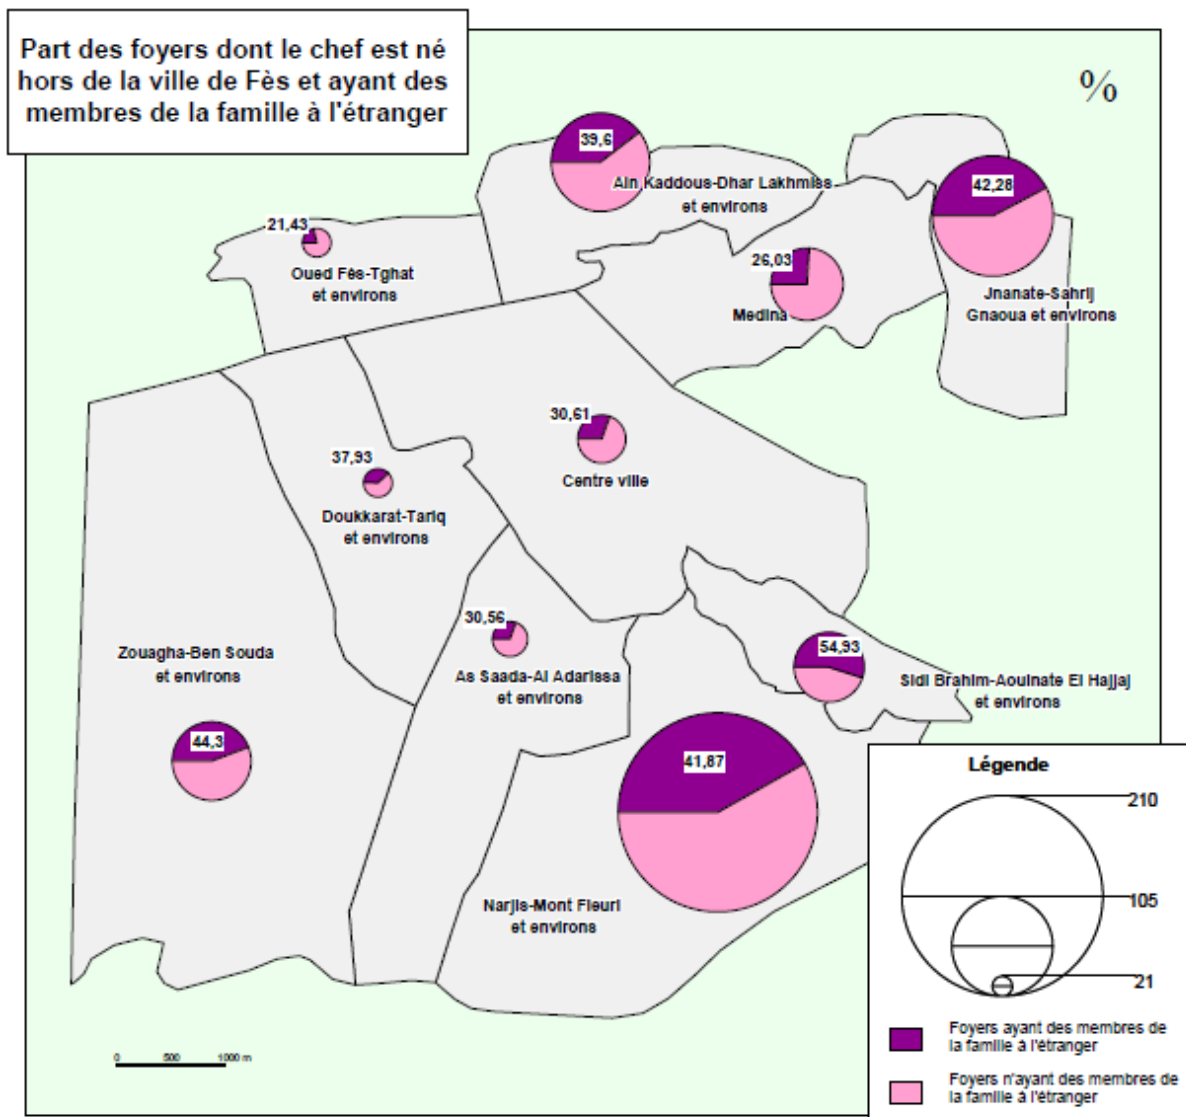 Part des foyers dont le chef est né
hors de la ville de Fès et ayant des
membres de la famille à l'étranger
%
39,6
Ain Kaddous-Dhar Lakhmiss
et environs
42,28
Jnanate-Sahrij
Gnaoua et environs
21,43
Oued Fès-Tghat
et environs
26,03
Medina
30,61
Centre ville
37,93
Doukkarat-Tariq
et environs
30,56
As Saada-Al Adarissa
et environs
54,93
Sidi Brahim-Aouinate El Hajjaj
et environs
Zouagha-Ben Souda
et environs
44,3
41,87
Narjis-Mont Fleuri
et environs
0 500 1000 m
Légende
210
105
21
Foyers ayant des membres de
la famille à l'étranger
Foyers n'ayant des membres de
la famille à l'étranger